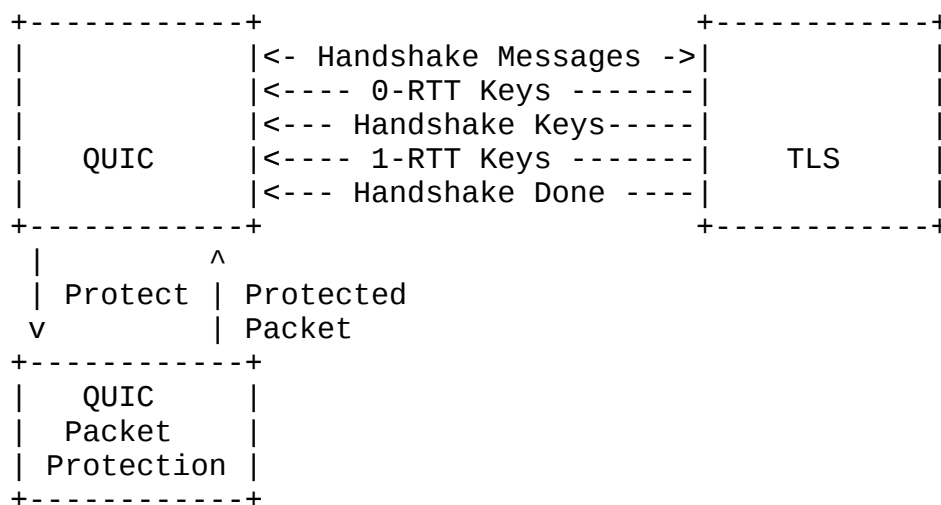 +------------+                        +------------+
|            |<- Handshake Messages ->|            |
|            |<---- 0-RTT Keys -------|            |
|            |<--- Handshake Keys-----|            |
|    QUIC    |<---- 1-RTT Keys -------|    TLS     |
|            |<--- Handshake Done ----|            |
+------------+                        +------------+
 |         ^
 | Protect | Protected
 v         | Packet
+------------+
|   QUIC     |
|  Packet    |
| Protection |
+------------+